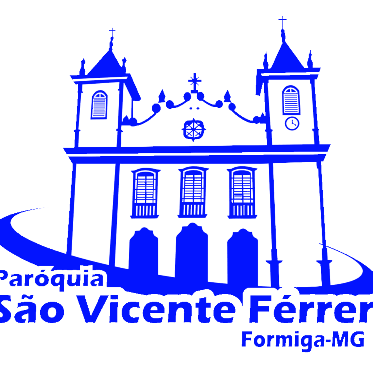 Paróquia
São Vicente Férrer
Formiga-MG